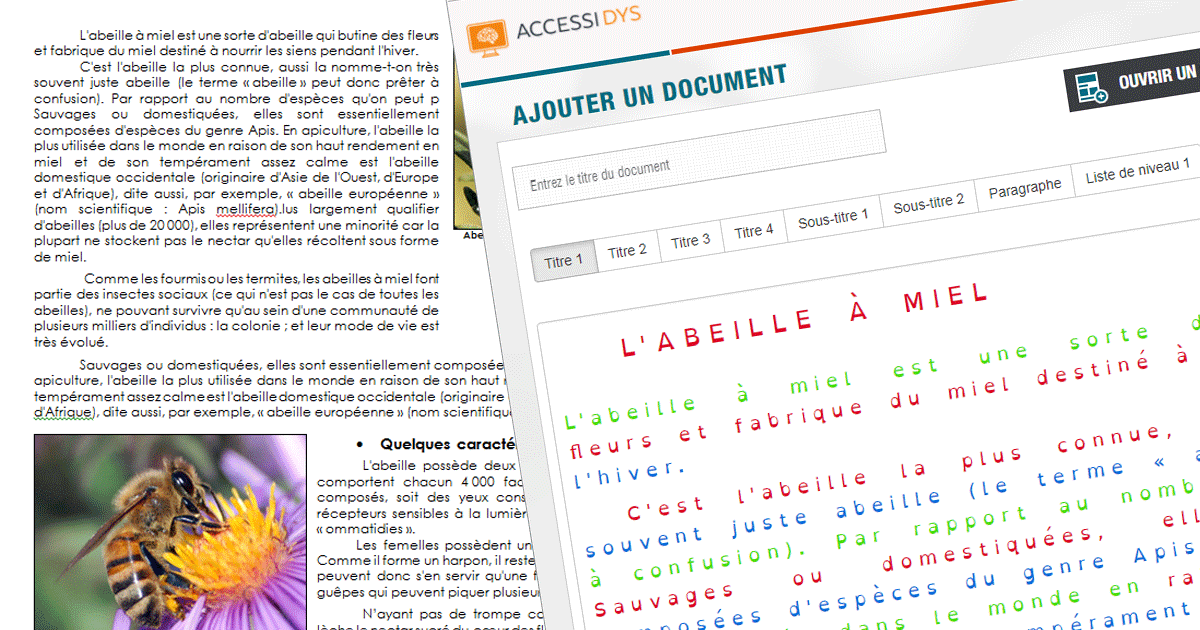 L'abeille à miel est une sorte d'abeille qui butine des fleurs
et fabrique du miel destiné à nourrir les siens pendant l'hiver.
C'est l'abeille la plus connue, aussi la nomme-t-on très
souvent juste abeille (le terme « abeille » peut donc prêter à
confusion). Par rapport au nombre d'espèces qu'on peut p
Sauvages ou domestiquées, elles sont essentiellement
composées d'espèces du genre Apis. En apiculture, l'abeille la
plus utilisée dans le monde en raison de son haut rendement en
miel et de son tempérament assez calme est l'abeille
domestique occidentale (originaire d'Asie de l'Ouest, d'Europe
et d'Afrique), dite aussi, par exemple, « abeille européenne »
(nom scientifique : Apis mellifera).lus largement qualifier
d'abeilles (plus de 20 000), elles représentent une minorité car la
plupart ne stockent pas le nectar qu'elles récoltent sous forme
de miel.
Comme les fourmis ou les termites, les abeilles à miel font
partie des insectes sociaux (ce qui n'est pas le cas de toutes les
abeilles), ne pouvant survivre qu'au sein d'une communauté de
plusieurs milliers d'individus : la colonie ; et leur mode de vie est
très évolué.
Sauvages ou domestiquées, elles sont essentiellement composée
apiculture, l'abeille la plus utilisée dans le monde en raison de son haut
tempérament assez calme est l'abeille domestique occidentale (originaire
d'Afrique), dite aussi, par exemple, « abeille européenne » (nom scientifiqu
Abe
• Quelques caracté
L'abeille possède deux
comportent chacun 4 000 fac
composés, soit des yeux cons
récepteurs sensibles à la lumièr
« ommatidies ».
Les femelles possèdent un
Comme il forme un harpon, il reste
peuvent donc s'en servir qu'une f
guêpes qui peuvent piquer plusieu
N'ayant pas de trompe co
lèche le nectar sucré du cœur des fl
ACCESSIDYS
AJOUTER UN DOCUMENT
OUVRIR UN
Entrez le titre du document
Titre 1 Titre 2 Titre 3 Titre 4 Sous-titre 1 Sous-titre 2 Paragraphe Liste de niveau 1
L'ABEILLE À MIEL
L'abeille à miel est une sorte d
fleurs et fabrique du miel destiné à
l'hiver.
C'est l'abeille la plus connue,
souvent juste abeille (le terme « a
à confusion). Par rapport au nomb
Sauvages ou domestiquées, ell
posées d'espèces du genre Apis
dans le monde en ra
mpérament